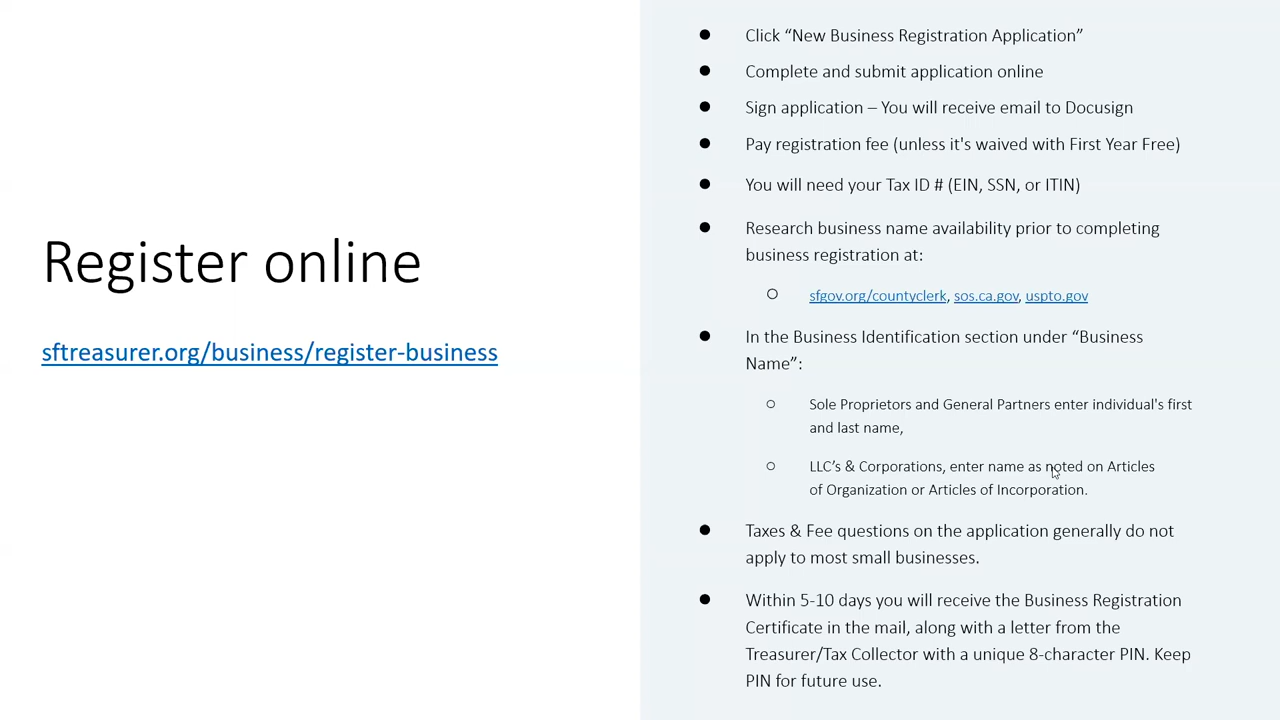 Register online
sftreasurer.org/business/register-business
● Click “New Business Registration Application”
● Complete and submit application online
● Sign application – You will receive email to Docusign
● Pay registration fee (unless it's waived with First Year Free)
● You will need your Tax ID # (EIN, SSN, or ITIN)
● Research business name availability prior to completing
business registration at:
○ sfgov.org/countyclerk, sos.ca.gov, uspto.gov
● In the Business Identification section under “Business
Name”:
○ Sole Proprietors and General Partners enter individual's first
and last name,
○ LLC’s & Corporations, enter name as noted on Articles
of Organization or Articles of Incorporation.
● Taxes & Fee questions on the application generally do not
apply to most small businesses.
● Within 5-10 days you will receive the Business Registration
Certificate in the mail, along with a letter from the
Treasurer/Tax Collector with a unique 8-character PIN. Keep
PIN for future use.